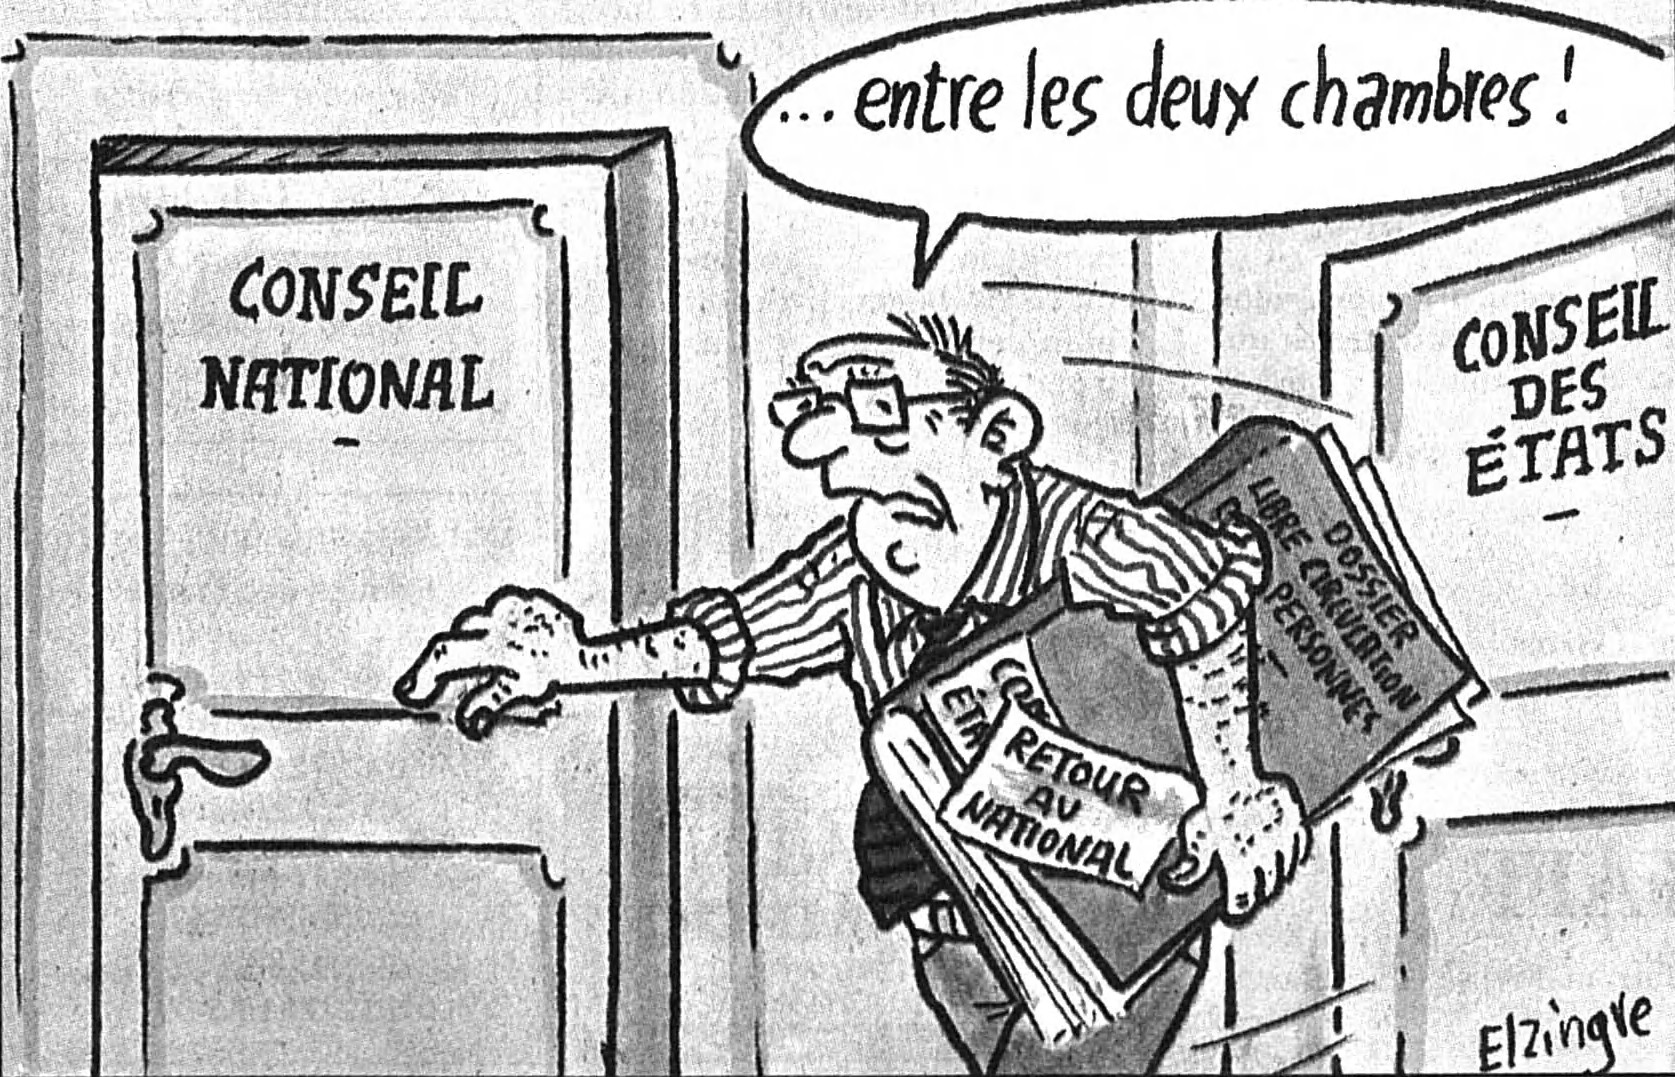 ... entre les deux chambres !
CONSEIL
NATIONAL
CONSEIL
DES
ÉTATS
DOSSIER
LIBRE CIRCULATION
PERSONNES
RETOUR
AU
NATIONAL
Elzingre